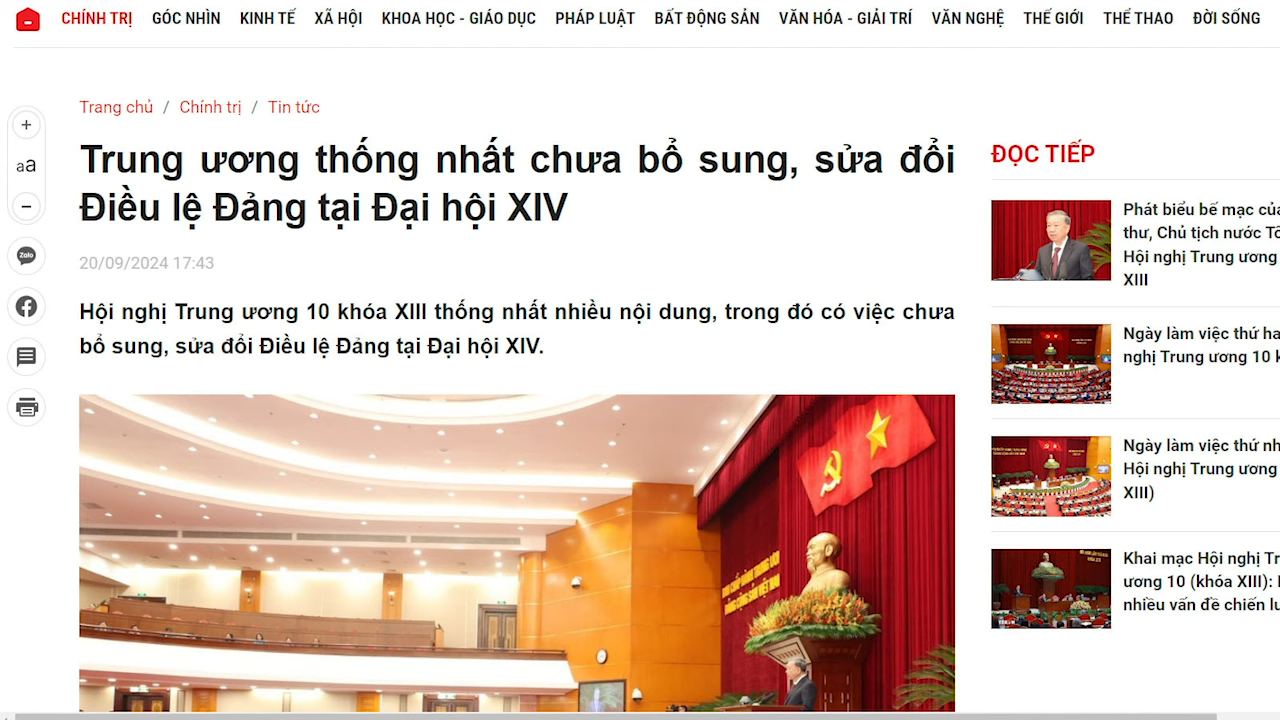 CHÍNH TRỊ GÓC NHÌN KINH TẾ XÃ HỘI KHOA HỌC - GIÁO DỤC PHÁP LUẬT BẤT ĐỘNG SẢN VĂN HÓA - GIẢI TRÍ VĂN NGHỆ THẾ GIỚI THỂ THAO ĐỜI SỐNG
Trang chủ / Chính trị / Tin tức
+
aa
−
Zalo
Trung ương thống nhất chưa bổ sung, sửa đổi
Điều lệ Đảng tại Đại hội XIV
20/09/2024 17:43
Hội nghị Trung ương 10 khóa XIII thống nhất nhiều nội dung, trong đó có việc chưa
bổ sung, sửa đổi Điều lệ Đảng tại Đại hội XIV.
ĐỌC TIẾP
Phát biểu bế mạc
thư, Chủ tịch nước
Hội nghị Trung ương
XIII
Ngày làm việc thứ
nghị Trung ương 10
Ngày làm việc thứ
Hội nghị Trung ương
XIII)
Khai mạc Hội nghị
ương 10 (khóa XIII):
nhiều vấn đề chiến